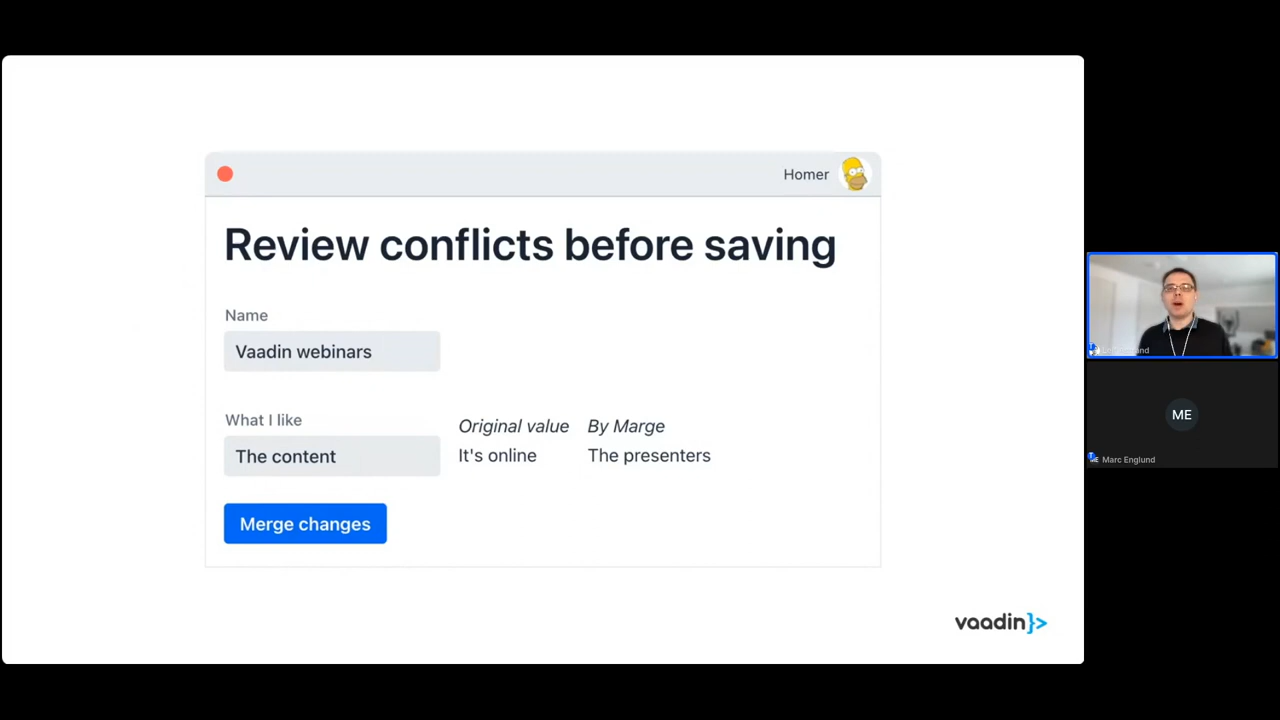 Homer
Review conflicts before saving
Name
Vaadin webinars
What I like
Original value
By Marge
The content
It's online
The presenters
Merge changes
vaadin}>
ME
Marc Englund